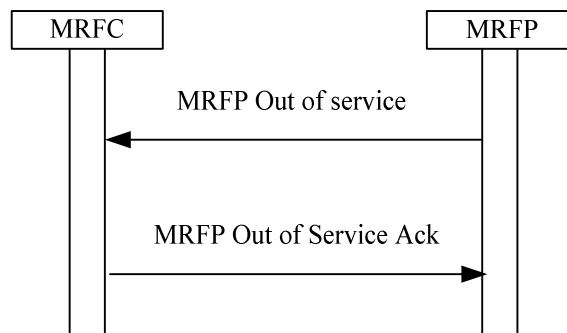 MRFC
MRFP
MRFP Out of service
MRFP Out of Service Ack